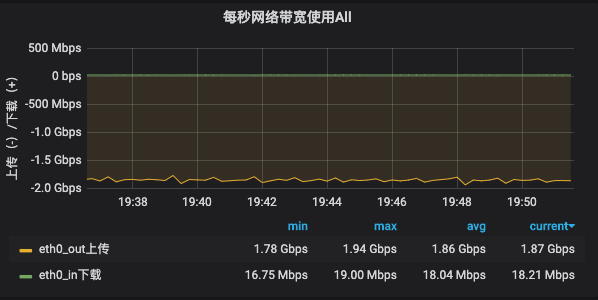 每秒网络带宽使用All
上传（-）/下载（+）
500 Mbps
0 bps
-500 Mbps
-1.0 Gbps
-1.5 Gbps
-2.0 Gbps
19:38 19:40 19:42 19:44 19:46 19:48 19:50
min max avg current
eth0_out上传 1.78 Gbps 1.94 Gbps 1.86 Gbps 1.87 Gbps
eth0_in下载 16.75 Mbps 19.00 Mbps 18.04 Mbps 18.21 Mbps